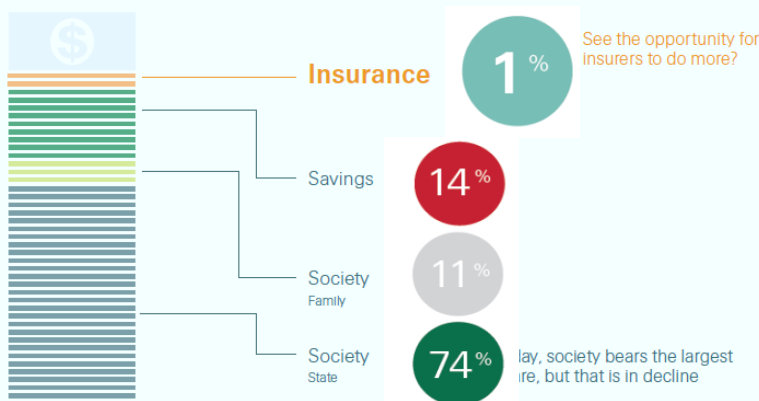 $
Insurance
1 %
See the opportunity for
insurers to do more?
Savings
14 %
Society
Family
11 %
Society
State
74 %
society bears the largest
but that is in decline